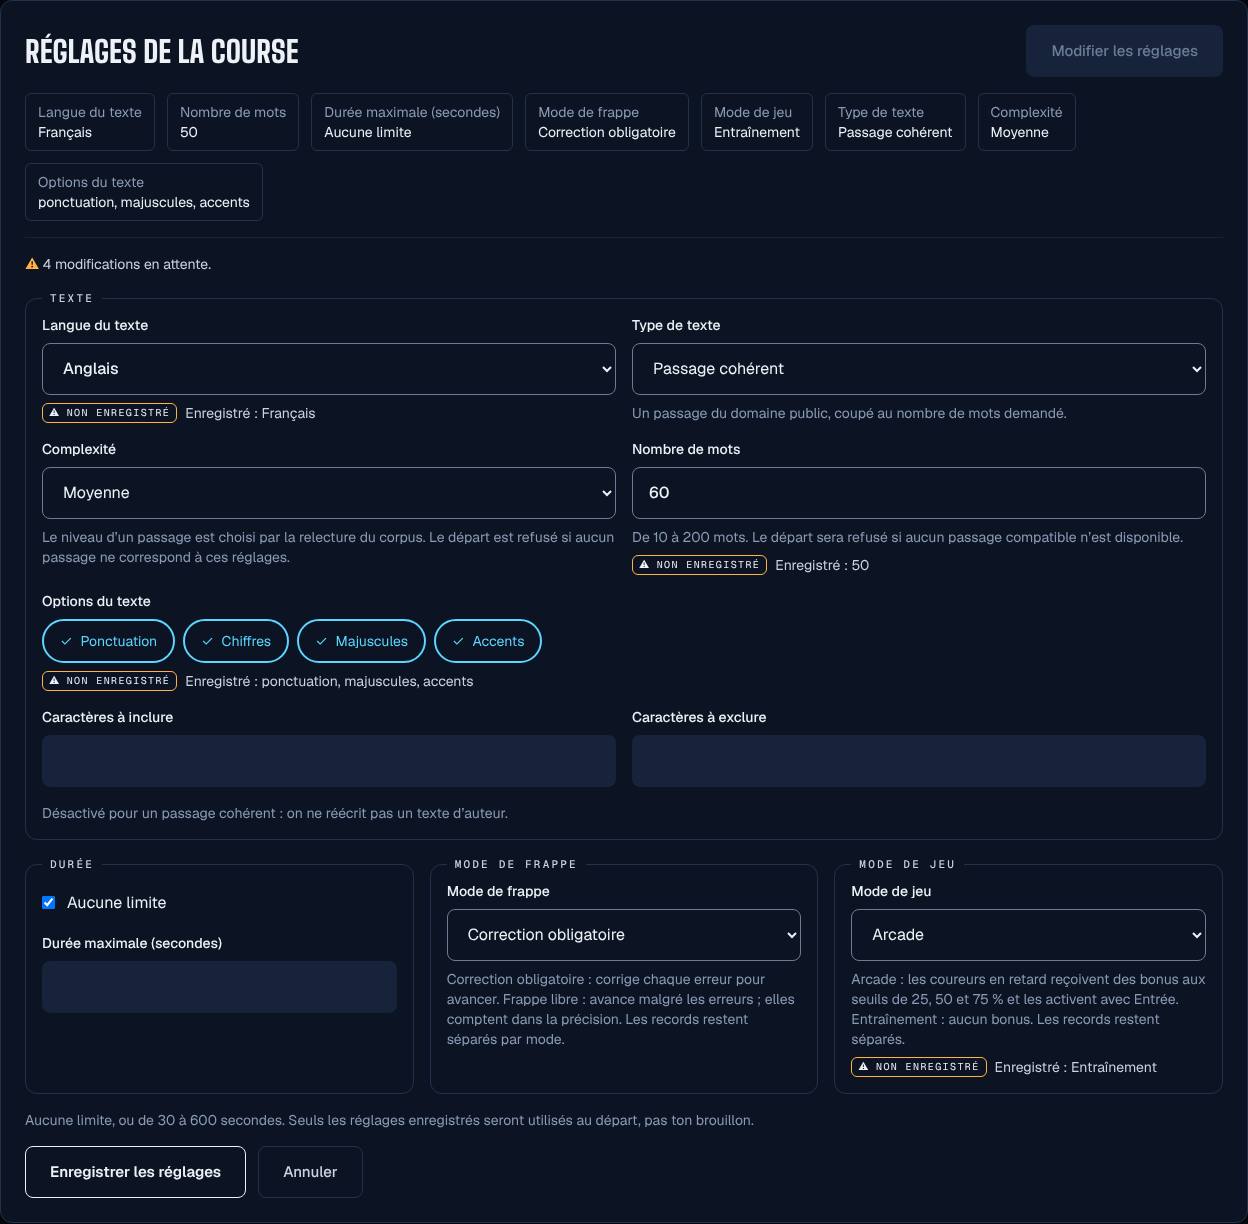 RÉGLAGES DE LA COURSE
Modifier les réglages
Langue du texte
Français
Nombre de mots
50
Durée maximale (secondes)
Aucune limite
Mode de frappe
Correction obligatoire
Mode de jeu
Entraînement
Type de texte
Passage cohérent
Complexité
Moyenne
Options du texte
ponctuation, majuscules, accents
4 modifications en attente.
TEXTE
Langue du texte
Anglais
NON ENREGISTRÉ Enregistré : Français
Type de texte
Passage cohérent
Un passage du domaine public, coupé au nombre de mots demandé.
Complexité
Moyenne
Le niveau d’un passage est choisi par la relecture du corpus. Le départ est refusé si aucun
passage ne correspond à ces réglages.
Nombre de mots
60
De 10 à 200 mots. Le départ sera refusé si aucun passage compatible n’est disponible.
NON ENREGISTRÉ Enregistré : 50
Options du texte
✓ Ponctuation ✓ Chiffres ✓ Majuscules ✓ Accents
NON ENREGISTRÉ Enregistré : ponctuation, majuscules, accents
Caractères à inclure
Caractères à exclure
Désactivé pour un passage cohérent : on ne réécrit pas un texte d’auteur.
DURÉE
Aucune limite
Durée maximale (secondes)
MODE DE FRAPPE
Mode de frappe
Correction obligatoire
Correction obligatoire : corrige chaque erreur pour
avancer. Frappe libre : avance malgré les erreurs ; elles
comptent dans la précision. Les records restent
séparés par mode.
MODE DE JEU
Mode de jeu
Arcade
Arcade : les coureurs en retard reçoivent des bonus aux
seuils de 25, 50 et 75 % et les activent avec Entrée.
Entraînement : aucun bonus. Les records restent
séparés.
NON ENREGISTRÉ Enregistré : Entraînement
Aucune limite, ou de 30 à 600 secondes. Seuls les réglages enregistrés seront utilisés au départ, pas ton brouillon.
Enregistrer les réglages
Annuler